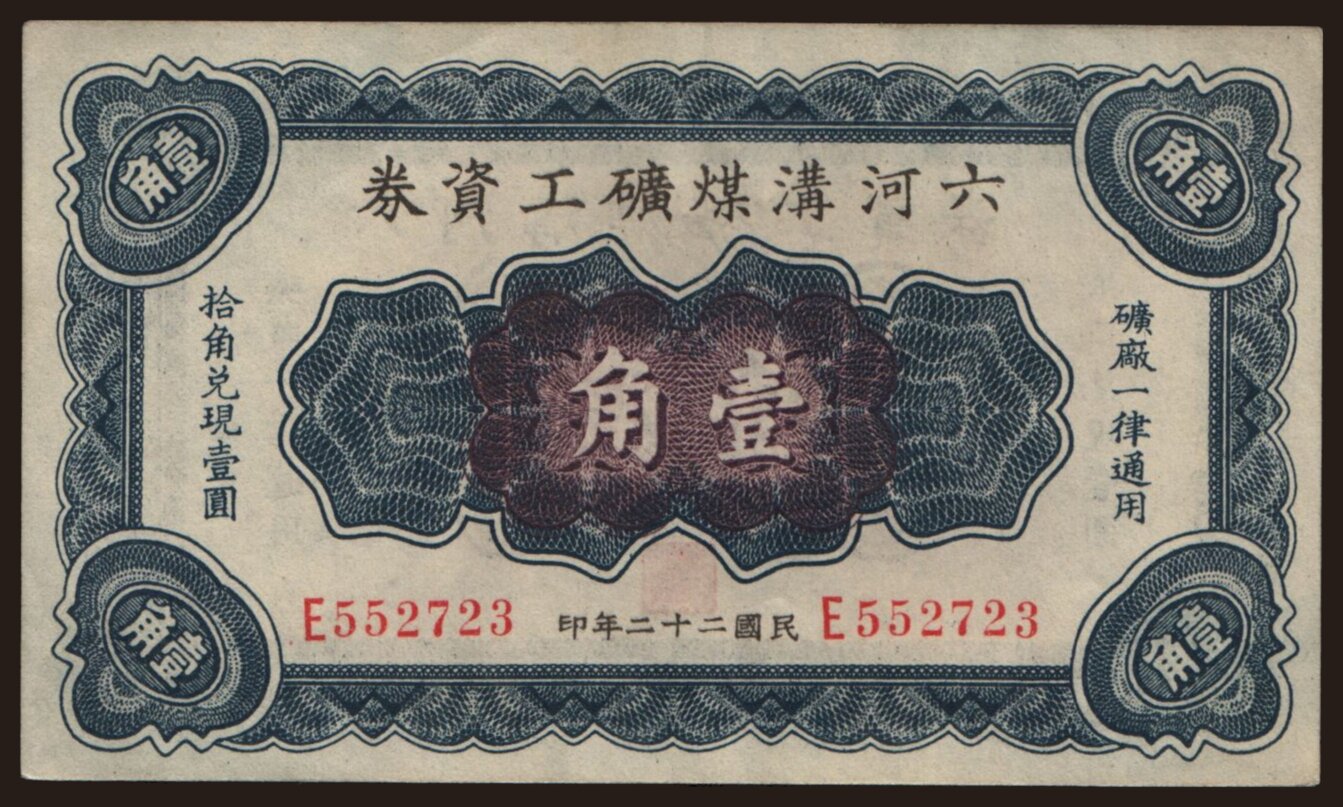 壹角
壹角
六河溝煤礦工資券
礦廠一律通用
壹角
拾角兑現壹圓
E552723
民國二十二年印
E552723
壹角
壹角